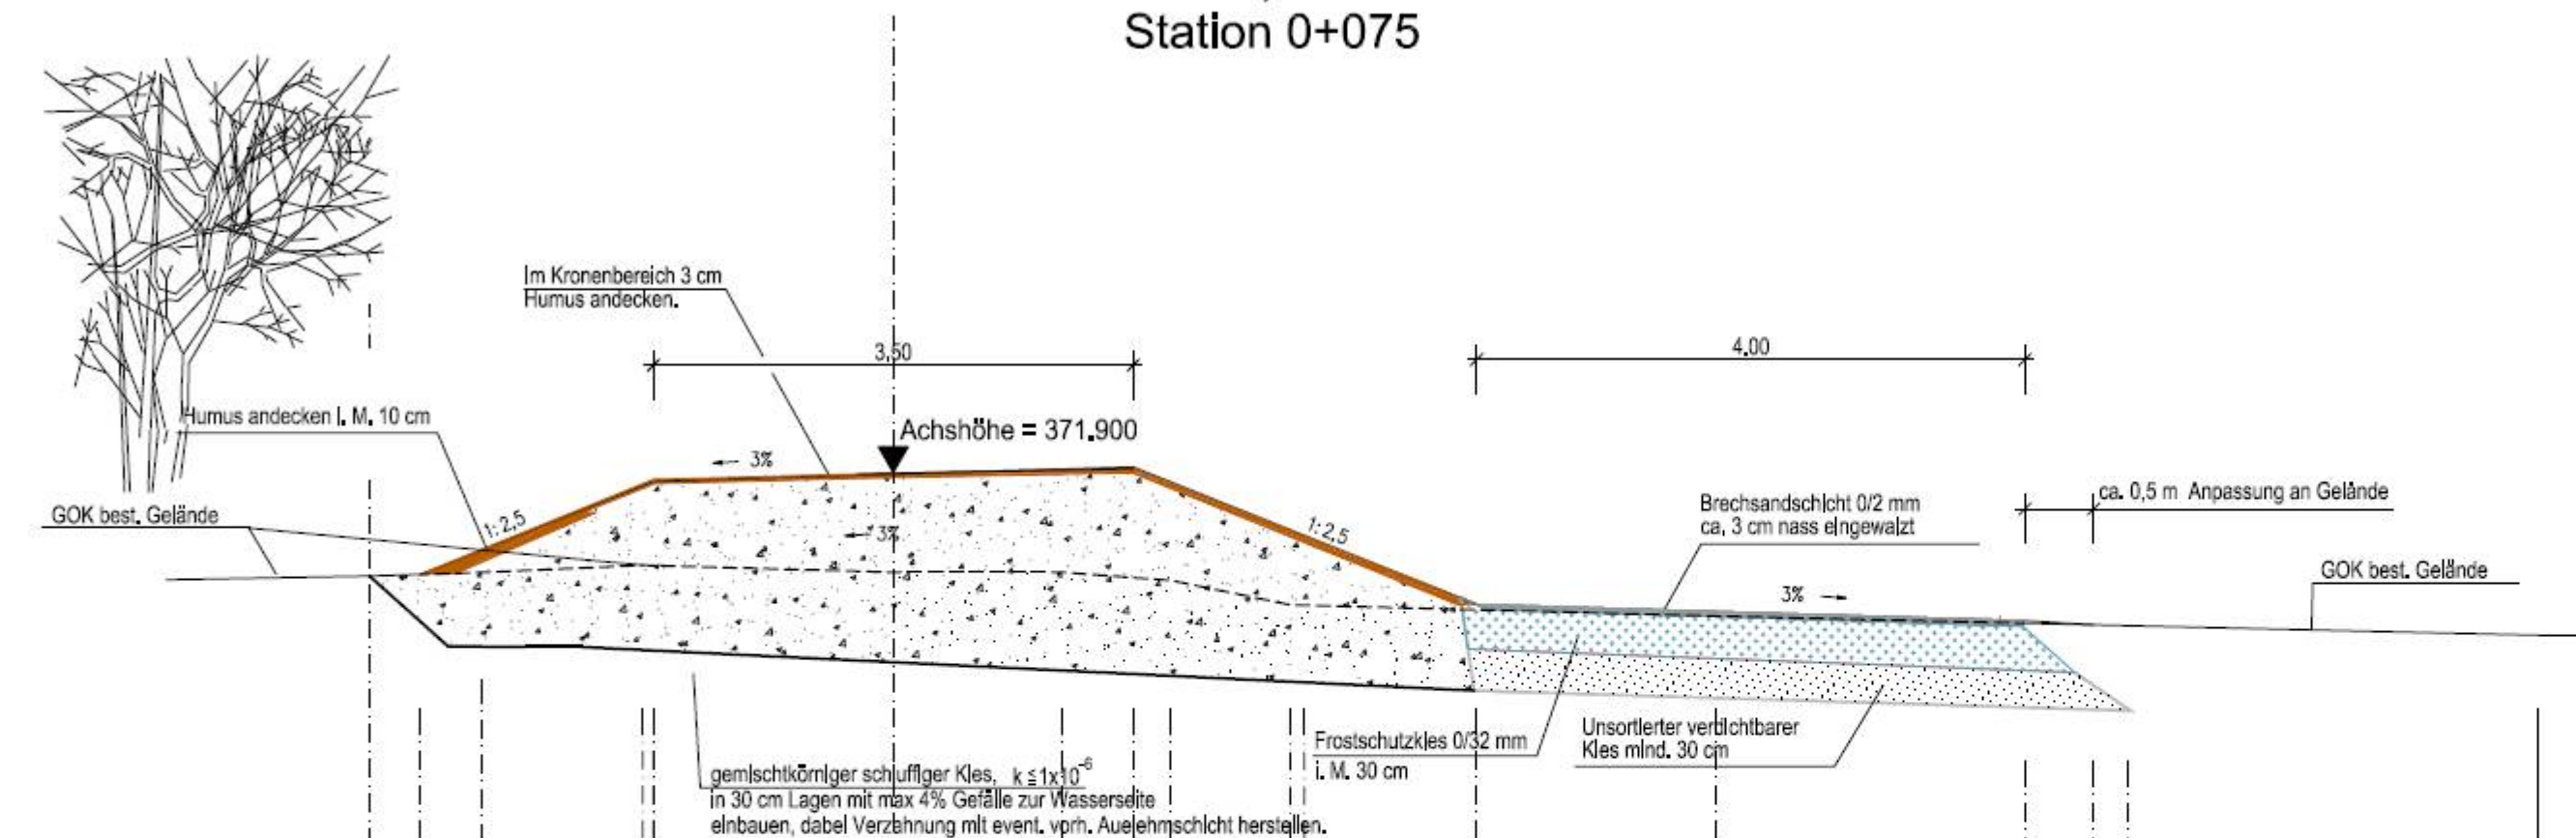 Station 0+075
Im Kronenbereich 3 cm
Humus andecken.
3,50
4.00
Humus andecken i. M. 10 cm
Achshöhe = 371.900
3%
GOK best. Gelände
1: 2,5
3%
1: 2,5
Brechsandschicht 0/2 mm
ca. 3 cm nass eingewalzt
ca. 0,5 m Anpassung an Gelände
3%
GOK best. Gelände
Frostschutzkies 0/32 mm
i. M. 30 cm
Unsortierter verdichtbarer
Kies mind. 30 cm
gemischtkörniger schluffiger Kies, k ≤ 1x10⁻⁶
in 30 cm Lagen mit max 4% Gefälle zur Wasserseite
einbauen, dabei Verzahnung mit event. vorh. Auelehmschicht herstellen.